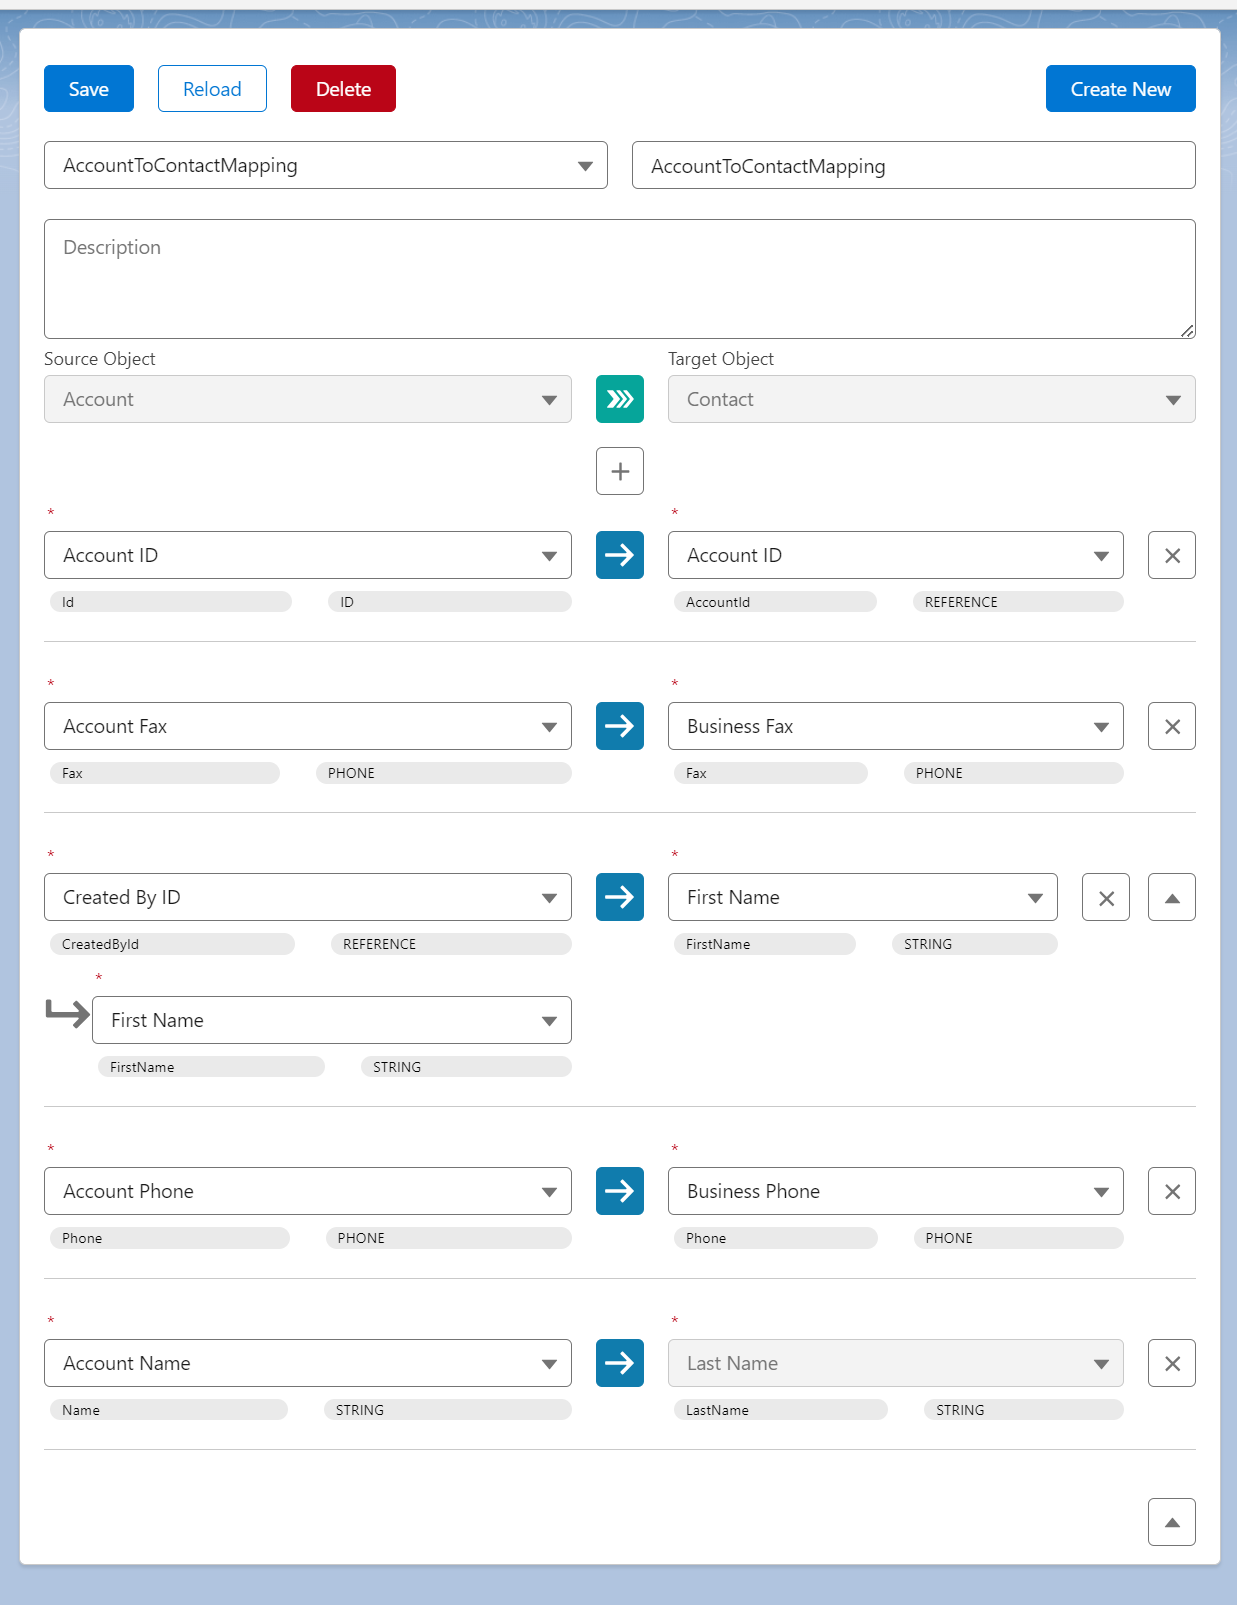 Save Reload Delete Create New
AccountToContactMapping AccountToContactMapping
Description
Source Object Target Object
Account Contact
* *
Account ID Account ID
Id ID AccountId REFERENCE
* *
Account Fax Business Fax
Fax PHONE Fax PHONE
* *
Created By ID First Name
CreatedById REFERENCE FirstName STRING
*
First Name
FirstName STRING
* *
Account Phone Business Phone
Phone PHONE Phone PHONE
* *
Account Name Last Name
Name STRING LastName STRING